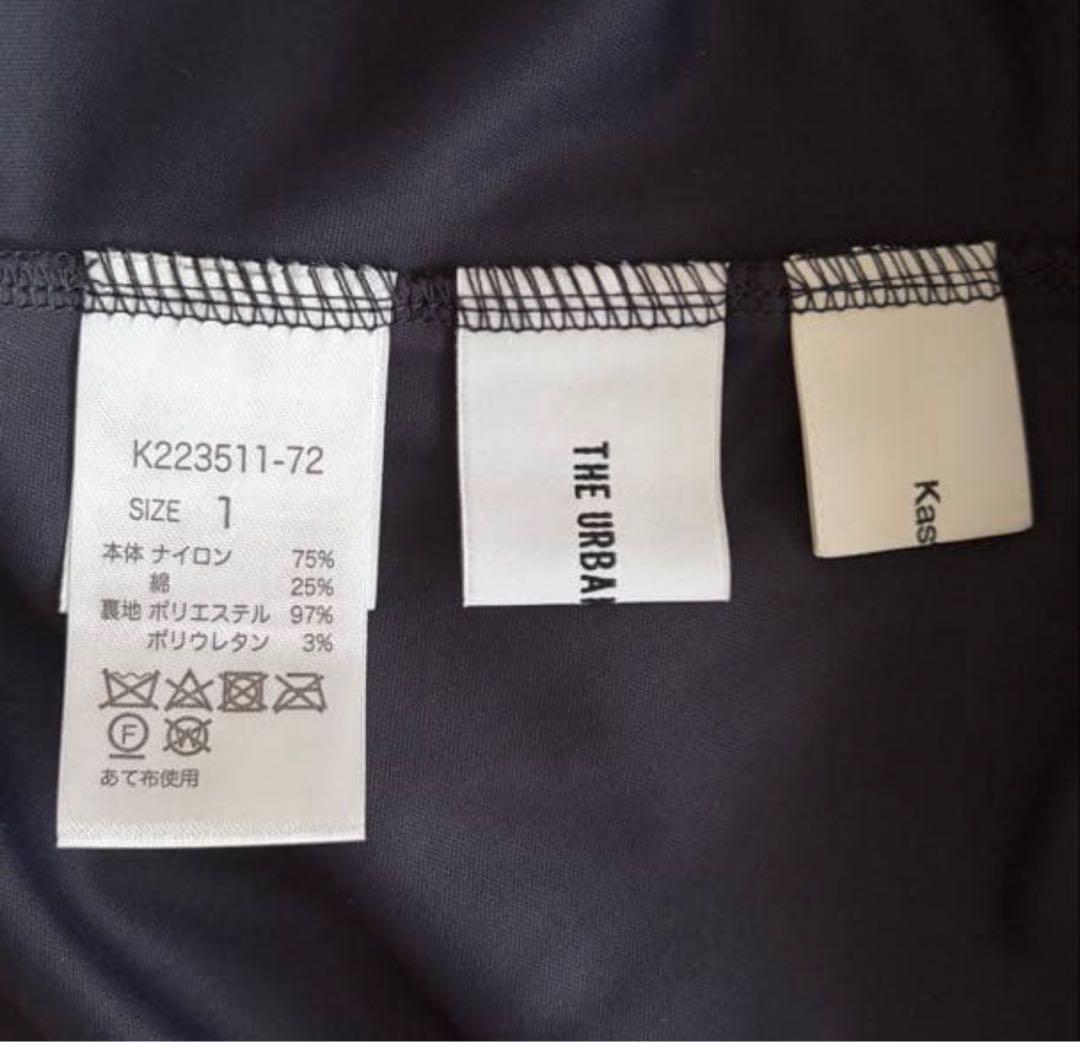 K223511-72
SIZE 1
本体 ナイロン 75%
綿 25%
裏地 ポリエステル 97%
ポリウレタン 3%
F
W
あて布使用
THE URBA
Kas